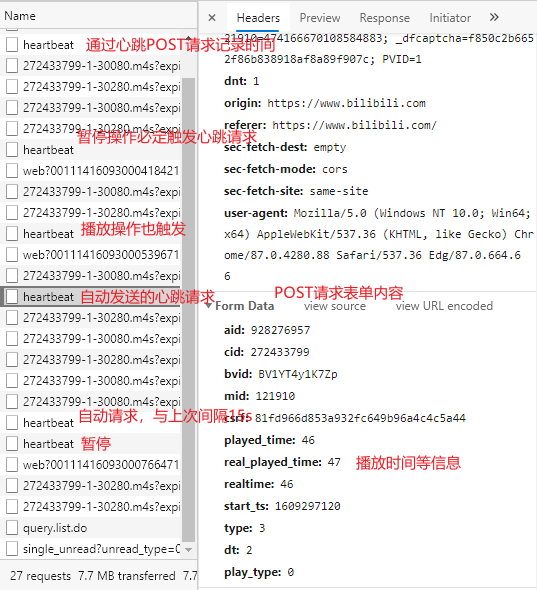 Name
heartbeat 通过心跳POST请求记录时间
272433799-1-30080.m4s?expi
272433799-1-30080.m4s?expi
272433799-1-30080.m4s?expi
暂停操作必定触发心跳请求
heartbeat
web?00111416093000418421
272433799-1-30080.m4s?expi
272433799-1-30080.m4s?expi
heartbeat 播放操作也触发
web?00111416093000539671
272433799-1-30080.m4s?expi
heartbeat 自动发送的心跳请求
272433799-1-30080.m4s?expi
272433799-1-30080.m4s?expi
272433799-1-30080.m4s?expi
272433799-1-30080.m4s?expi
272433799-1-30080.m4s?expi
自动请求，与上次间隔15s
heartbeat
heartbeat 暂停
web?00111416093000766471
272433799-1-30080.m4s?expi
272433799-1-30080.m4s?expi
query.list.do
single_unread?unread_type=0
27 requests 7.7 MB transferred 7.7
× Headers Preview Response Initiator »
21910=474166670108584883; _dfcaptcha=f850c2b665
2f86b838918af8a89f907c; PVID=1
dnt: 1
origin: https://www.bilibili.com
referer: https://www.bilibili.com/
sec-fetch-dest: empty
sec-fetch-mode: cors
sec-fetch-site: same-site
user-agent: Mozilla/5.0 (Windows NT 10.0; Win64;
x64) AppleWebKit/537.36 (KHTML, like Gecko) Chr
ome/87.0.4280.88 Safari/537.36 Edg/87.0.664.6
6
POST请求表单内容
Form Data view source view URL encoded
aid: 928276957
cid: 272433799
bvid: BV1YT4y1K7Zp
mid: 121910
csrf: 81fd966d853a932fc649b96a4c4c5a44
played_time: 46
real_played_time: 47 播放时间等信息
realtime: 46
start_ts: 1609297120
type: 3
dt: 2
play_type: 0